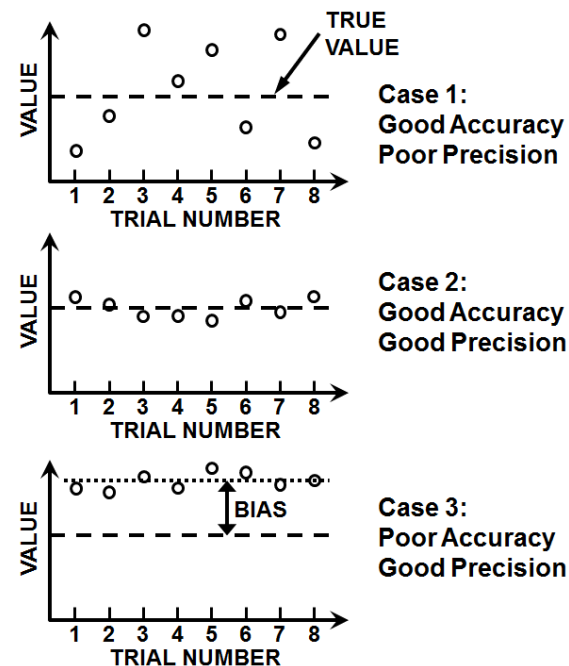 TRUE
VALUE
VALUE
Case 1:
Good Accuracy
Poor Precision
1 2 3 4 5 6 7 8
TRIAL NUMBER
VALUE
Case 2:
Good Accuracy
Good Precision
1 2 3 4 5 6 7 8
TRIAL NUMBER
VALUE
BIAS
Case 3:
Poor Accuracy
Good Precision
1 2 3 4 5 6 7 8
TRIAL NUMBER